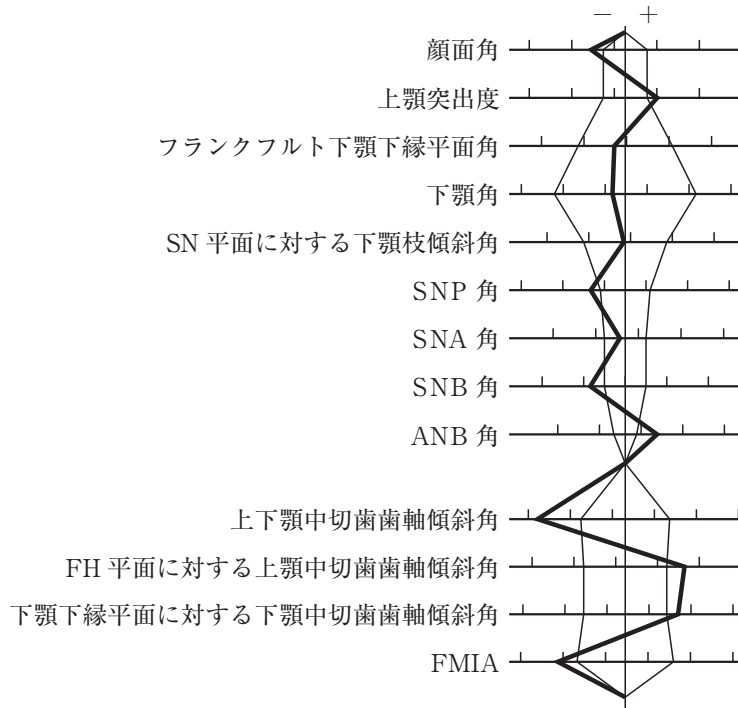 − +
顔面角
上顎突出度
フランクフルト下顎下縁平面角
下顎角
SN 平面に対する下顎枝傾斜角
SNP 角
SNA 角
SNB 角
ANB 角
上下顎中切歯歯軸傾斜角
FH 平面に対する上顎中切歯歯軸傾斜角
下顎下縁平面に対する下顎中切歯歯軸傾斜角
FMIA